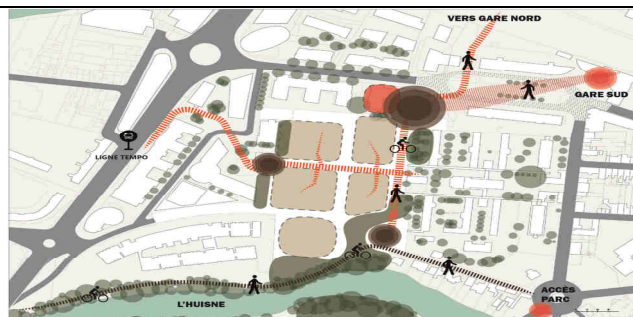 VERS GARE NORD
GARE SUD
LIGNE TEMPO
L'HUISNE
ACCÈS
PARC